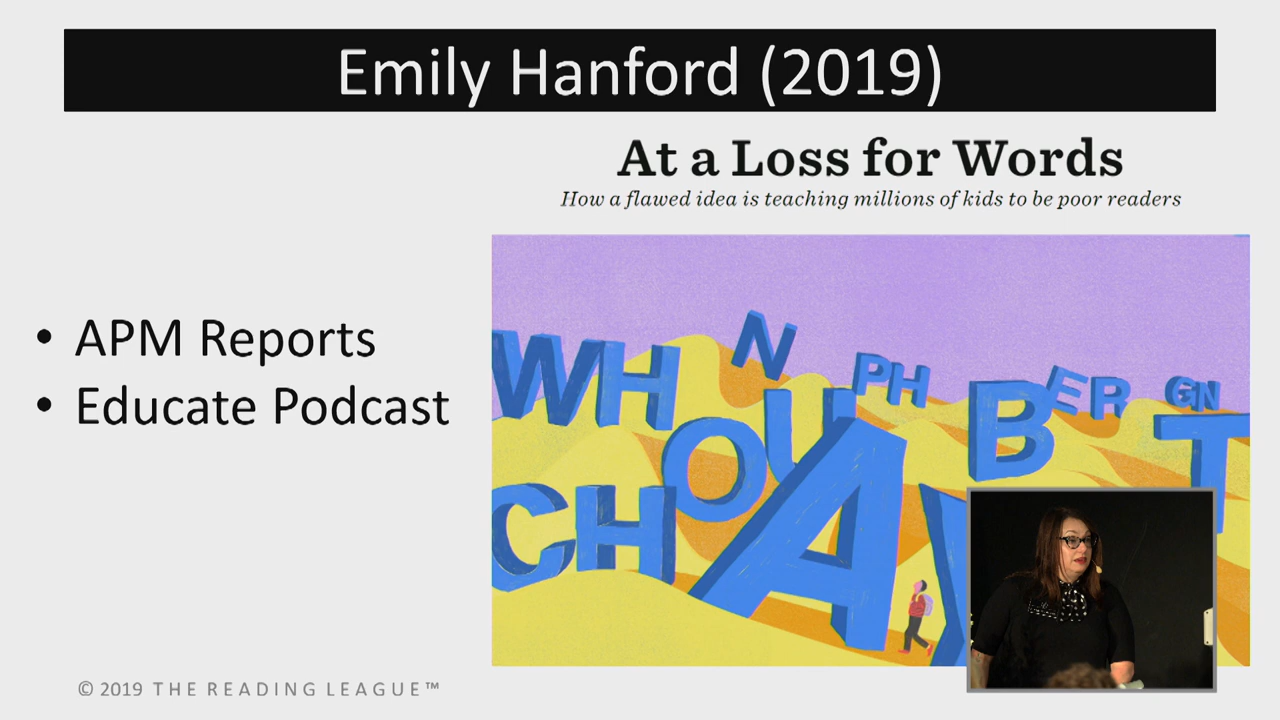 Emily Hanford (2019)
At a Loss for Words
How a flawed idea is teaching millions of kids to be poor readers
• APM Reports
• Educate Podcast
WH
N
PH
B
ER
GN
OU
T
CH
A
© 2019 THE READING LEAGUE™